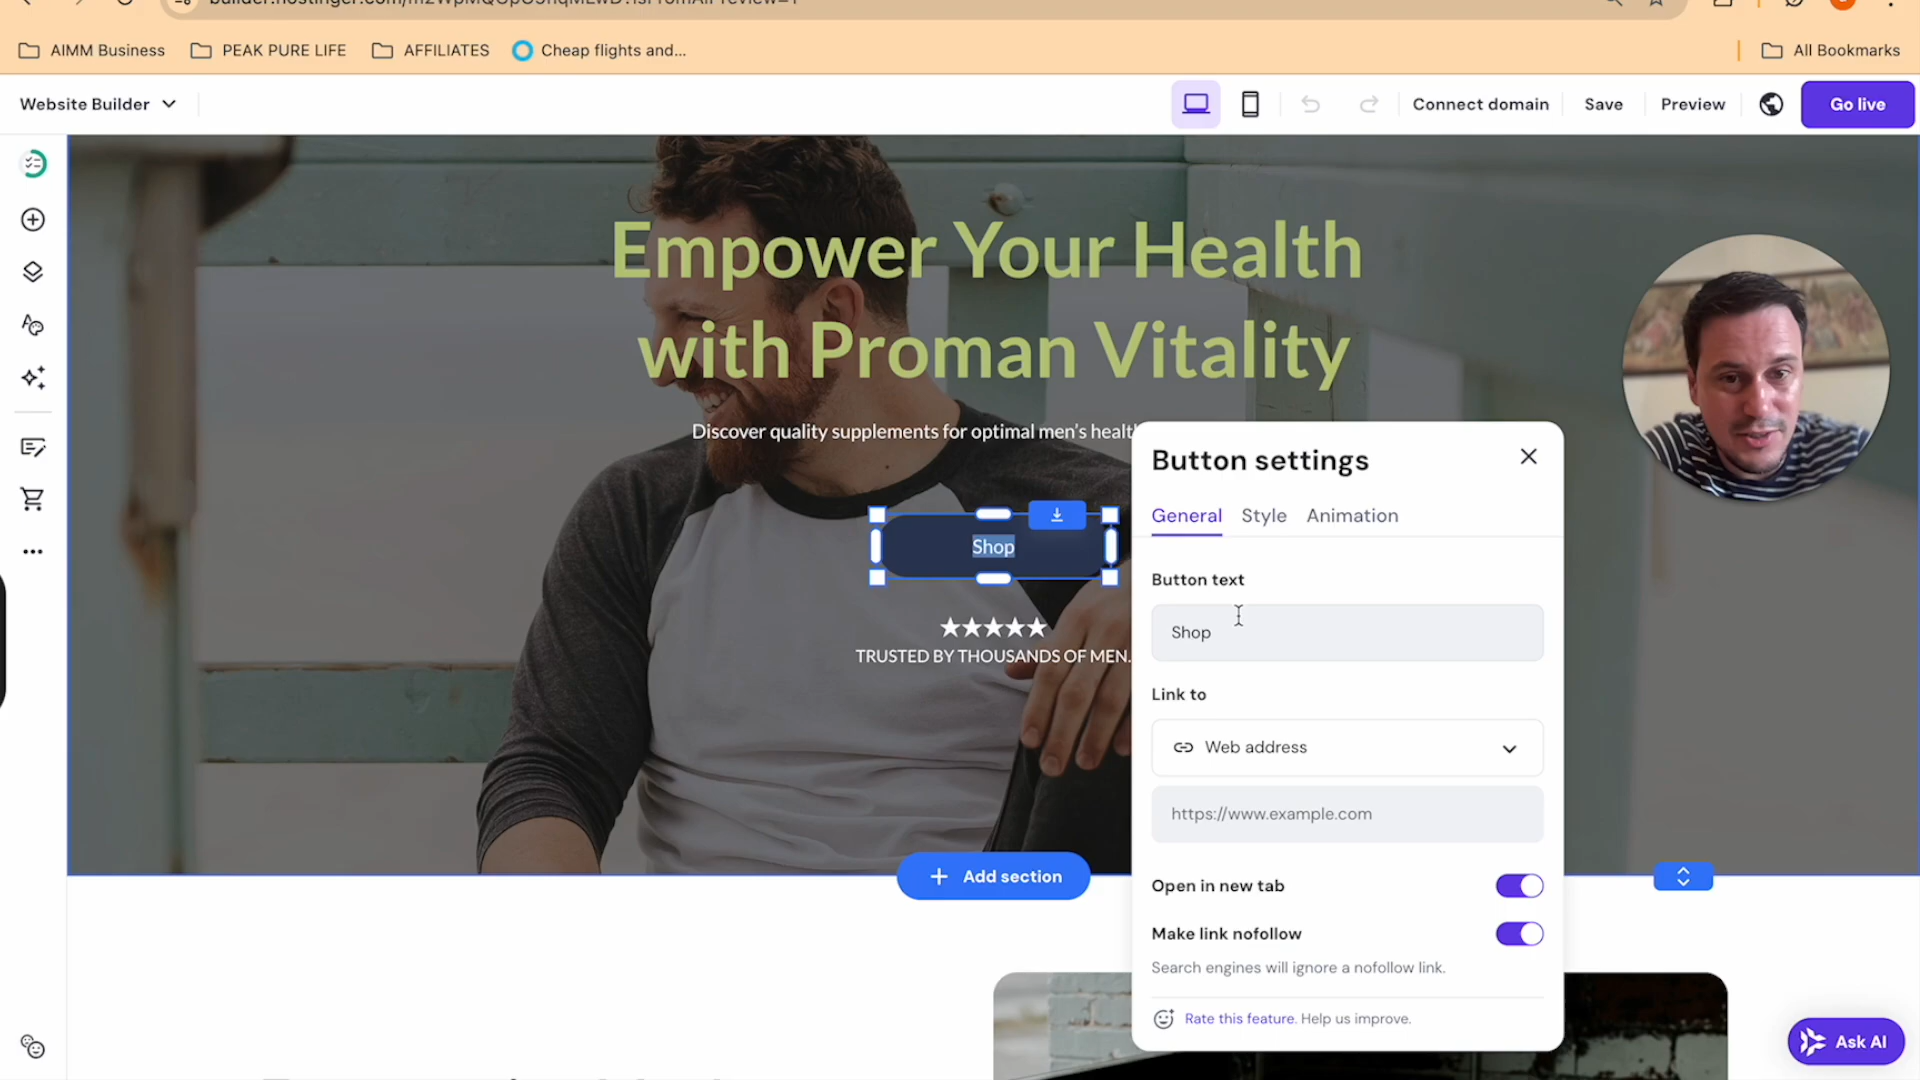 AIMM Business
PEAK PURE LIFE
AFFILIATES
Cheap flights and...
All Bookmarks
Website Builder
Connect domain
Save
Preview
Go live
Empower Your Health
with Proman Vitality
Discover quality supplements for optimal men's health
Shop
★★★★★
TRUSTED BY THOUSANDS OF MEN.
Add section
Button settings
General
Style
Animation
Button text
Shop
Link to
Web address
https://www.example.com
Open in new tab
Make link nofollow
Search engines will ignore a nofollow link.
Rate this feature. Help us improve.
Ask AI